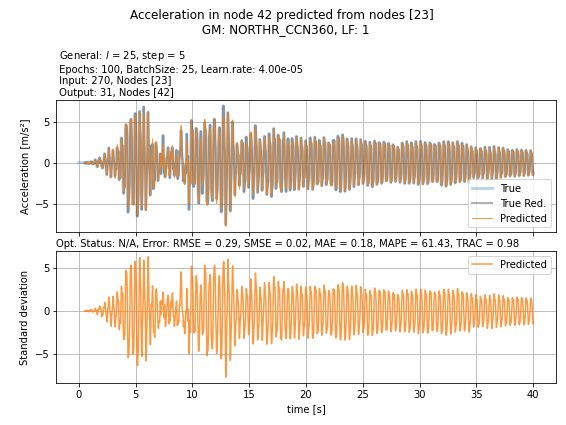 Acceleration in node 42 predicted from nodes [23]
GM: NORTHR_CCN360, LF: 1
General: l = 25, step = 5
Epochs: 100, BatchSize: 25, Learn.rate: 4.00e-05
Input: 270, Nodes [23]
Output: 31, Nodes [42]
Acceleration [m/s²]
5
0
−5
True
True Red.
Predicted
Opt. Status: N/A, Error: RMSE = 0.29, SMSE = 0.02, MAE = 0.18, MAPE = 61.43, TRAC = 0.98
Standard deviation
5
0
−5
Predicted
0 5 10 15 20 25 30 35 40
time [s]